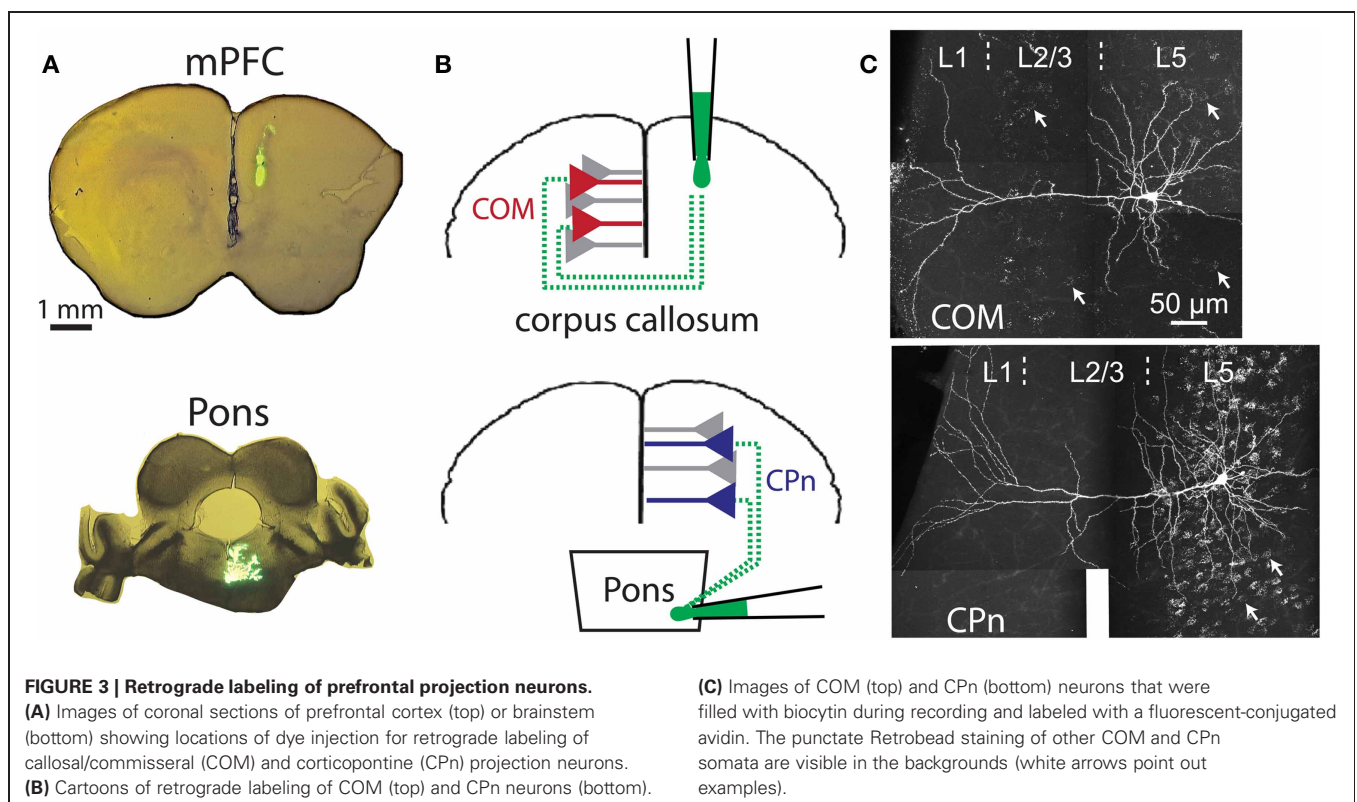 A
mPFC
1 mm
Pons
B
COM
corpus callosum
CPn
Pons
C
L1 L2/3 L5
COM
50 µm
L1 L2/3 L5
CPn
FIGURE 3 | Retrograde labeling of prefrontal projection neurons.
(A) Images of coronal sections of prefrontal cortex (top) or brainstem
(bottom) showing locations of dye injection for retrograde labeling of
callosal/commisseral (COM) and corticopontine (CPn) projection neurons.
(B) Cartoons of retrograde labeling of COM (top) and CPn neurons (bottom).
(C) Images of COM (top) and CPn (bottom) neurons that were
filled with biocytin during recording and labeled with a fluorescent-conjugated
avidin. The punctate Retrobead staining of other COM and CPn
somata are visible in the backgrounds (white arrows point out
examples).